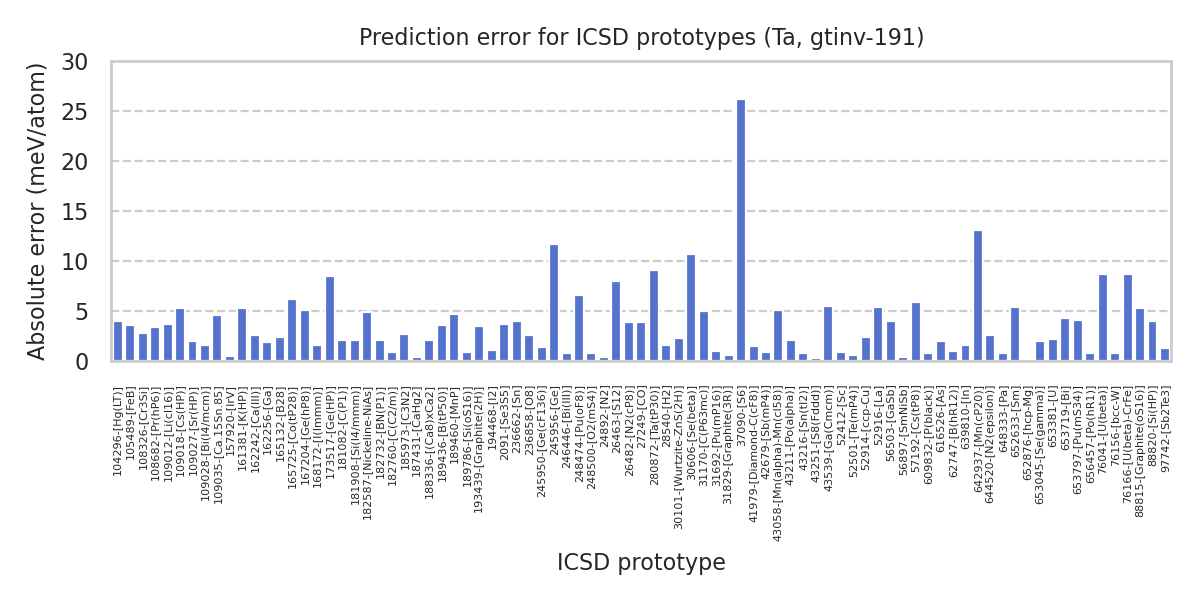 Prediction error for ICSD prototypes (Ta, gtinv-191)
Absolute error (meV/atom)
30
25
20
15
10
5
0
104296-[Hg(LT)]
105489-[FeB]
108326-[Cr3Si]
108682-[Pr(hP6)]
109012-[Li(cI16)]
109018-[Cs(HP)]
109027-[Sr(HP)]
109028-[Bi(I4/mcm)]
109035-[Ca.15Sn.85]
157920-[IrV]
161381-[K(HP)]
162242-[Ca(III)]
162256-[Ga]
165132-[B28]
165725-[Co(tP28)]
167204-[Ge(hP8)]
168172-[I(Immm)]
173517-[Ge(HP)]
181082-[C(P1)]
181908-[Si(I4/mmm)]
182587-[Nickeline-NiAs]
182732-[BN(P1)]
182760-[C(C2/m)]
185973-[C3N2]
187431-[CaHg2]
188336-[(Ca8)xCa2]
189436-[B(tP50)]
189460-[MnP]
189786-[Si(oS16)]
193439-[Graphite(2H)]
194468-[I2]
2091-[Se3S5]
236662-[Sn]
236858-[O8]
245950-[Ge(cF136)]
245956-[Ge]
246446-[Bi(III)]
248474-[Pu(oF8)]
248500-[O2(mS4)]
24892-[N2]
26463-[S12]
26482-[N2(cP8)]
27249-[CO]
280872-[Ta(tP30)]
28540-[H2]
30101-[Wurtzite-ZnS(2H)]
30606-[Se(beta)]
31170-[C(P63mc)]
31692-[Pu(mP16)]
31829-[Graphite(3R)]
37090-[S6]
41979-[Diamond-C(cF8)]
42679-[Sb(mP4)]
43058-[Mn(alpha)-Mn(cI58)]
43211-[Po(alpha)]
43216-[Sn(tI2)]
43251-[S8(Fddd)]
43539-[Ga(Cmcm)]
52412-[Sc]
52501-[Te(mP4)]
52914-[ccp-Cu]
52916-[La]
56503-[GaSb]
56897-[SmNiSb]
57192-[Cs(tP8)]
609832-[P(black)]
616526-[As]
62747-[B(hR12)]
639810-[In]
642937-[Mn(cP20)]
644520-[N2(epsilon)]
648333-[Pa]
652633-[Sm]
652876-[hcp-Mg]
653045-[Se(gamma)]
653381-[U]
653719-[Pu(mS34)]
656457-[Po(hR1)]
76041-[U(beta)]
76156-[bcc-W]
76166-[U(beta)-CrFe]
88815-[Graphite(oS16)]
88820-[Si(HP)]
97742-[Sb2Te3]
ICSD prototype